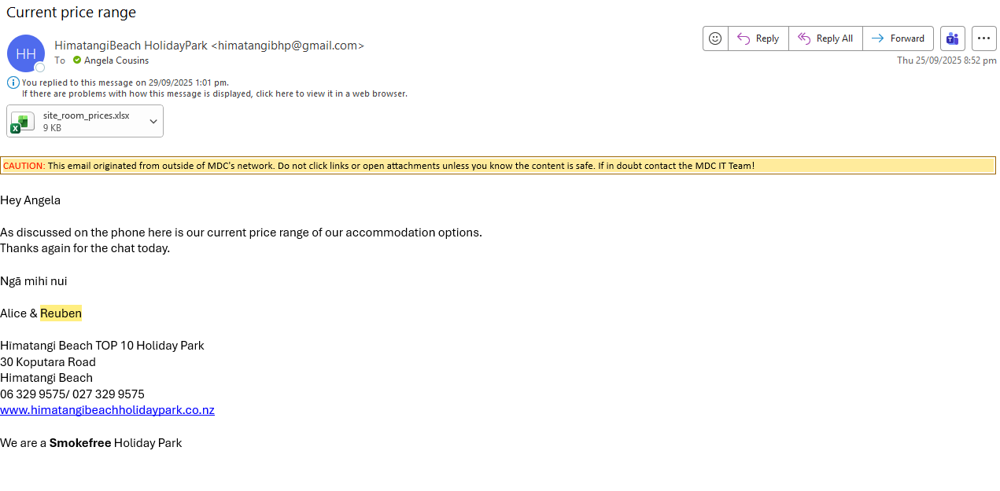 Current price range
HH
HimatangiBeach HolidayPark <himatangibhp@gmail.com>
To Angela Cousins
Reply
Reply All
Forward
Thu 25/09/2025 8:52 pm
You replied to this message on 29/09/2025 1:01 pm.
If there are problems with how this message is displayed, click here to view it in a web browser.
site_room_prices.xlsx
9 KB
CAUTION: This email originated from outside of MDC's network. Do not click links or open attachments unless you know the content is safe. If in doubt contact the MDC IT Team!
Hey Angela
As discussed on the phone here is our current price range of our accommodation options.
Thanks again for the chat today.
Ngā mihi nui
Alice & Reuben
Himatangi Beach TOP 10 Holiday Park
30 Koputara Road
Himatangi Beach
06 329 9575/ 027 329 9575
www.himatangibeachholidaypark.co.nz
We are a Smokefree Holiday Park